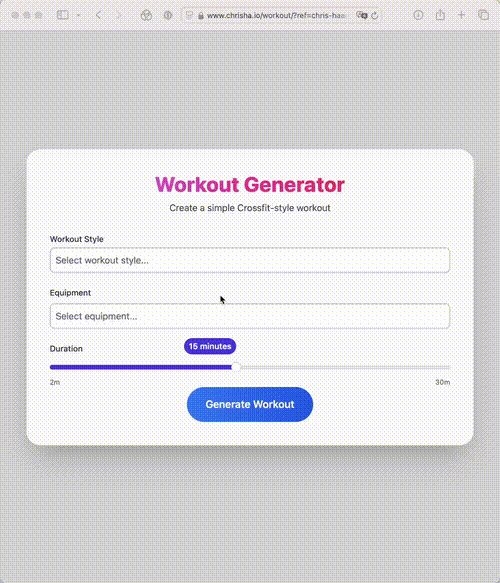 www.chrisha.io/workout/?ref=chris-haa
Workout Generator
Create a simple Crossfit-style workout
Workout Style
Select workout style...
Equipment
Select equipment...
Duration
15 minutes
2m
30m
Generate Workout